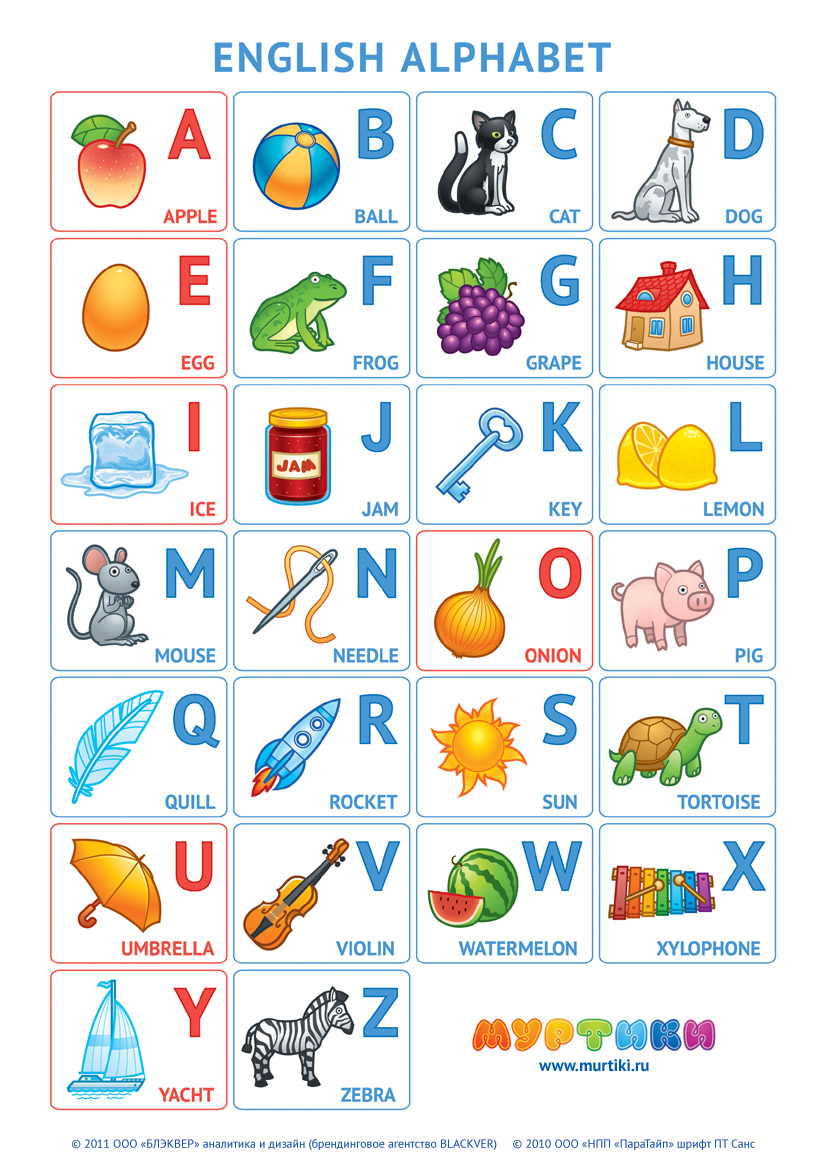 ENGLISH ALPHABET
A
APPLE
B
BALL
C
CAT
D
DOG
E
EGG
F
FROG
G
GRAPE
H
HOUSE
I
ICE
J
JAM
JAM
K
KEY
L
LEMON
M
MOUSE
N
NEEDLE
O
ONION
P
PIG
Q
QUILL
R
ROCKET
S
SUN
T
TORTOISE
U
UMBRELLA
V
VIOLIN
W
WATERMELON
X
XYLOPHONE
Y
YACHT
Z
ZEBRA
МУРТИКИ
www.murtiki.ru
© 2011 ООО «БЛЭКВЕР» аналитика и дизайн (брендинговое агентство BLACKVER) © 2010 ООО «НПП «ПараТайп» шрифт ПТ Санс